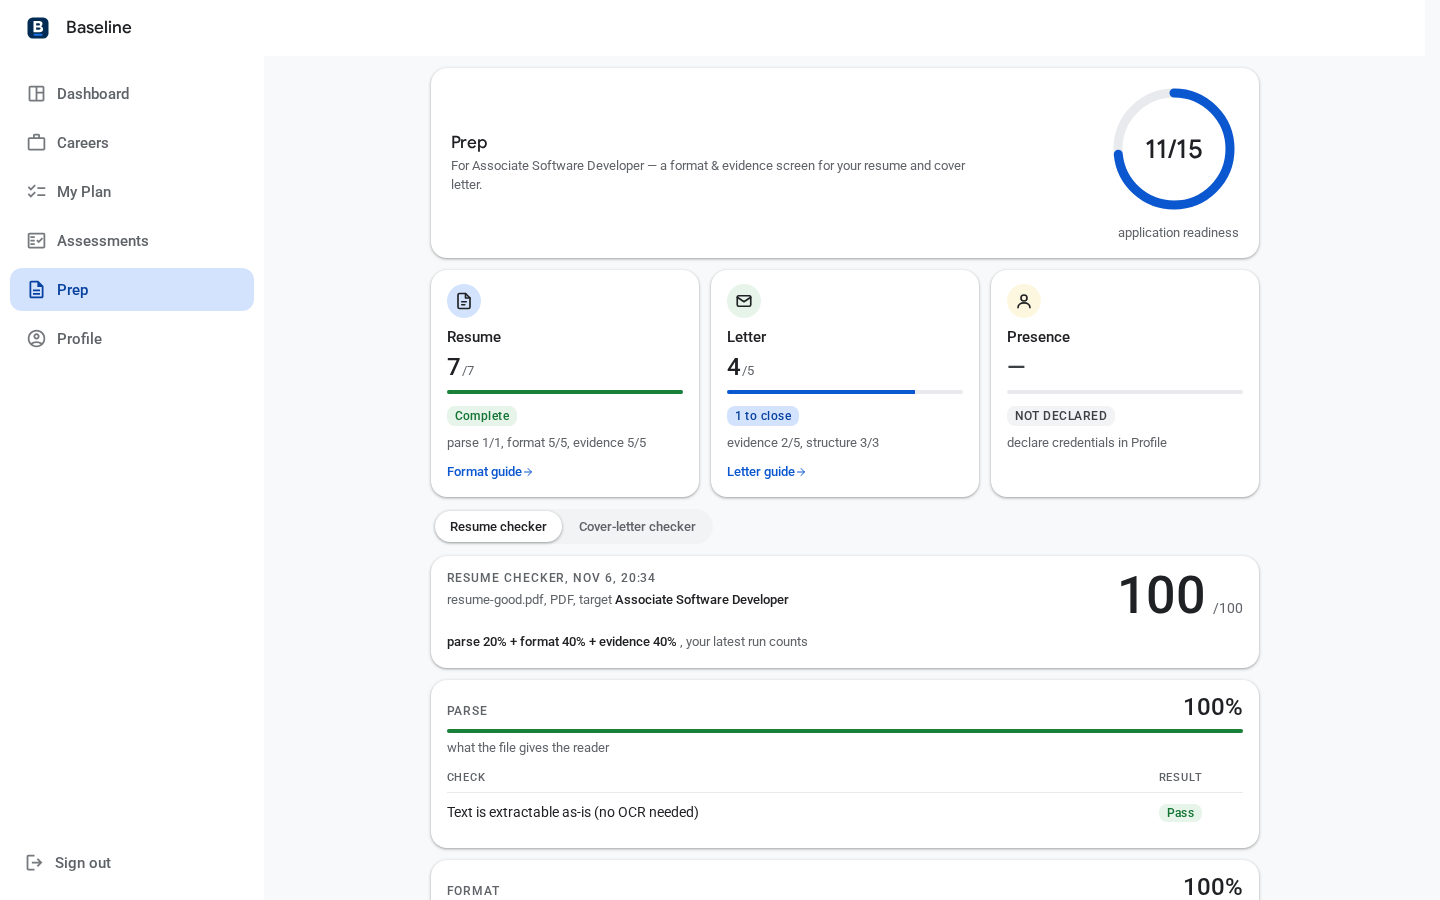 B
Baseline
Dashboard
Careers
My Plan
Assessments
Prep
Profile
Sign out
Prep
For Associate Software Developer — a format & evidence screen for your resume and cover
letter.
11/15
application readiness
Resume
7/7
Complete
parse 1/1, format 5/5, evidence 5/5
Format guide→
Letter
4/5
1 to close
evidence 2/5, structure 3/3
Letter guide→
Presence
—
NOT DECLARED
declare credentials in Profile
Resume checker
Cover-letter checker
RESUME CHECKER, NOV 6, 20:34
resume-good.pdf, PDF, target Associate Software Developer
100 /100
parse 20% + format 40% + evidence 40% , your latest run counts
PARSE
100%
what the file gives the reader
CHECK
RESULT
Text is extractable as-is (no OCR needed)
Pass
FORMAT
100%